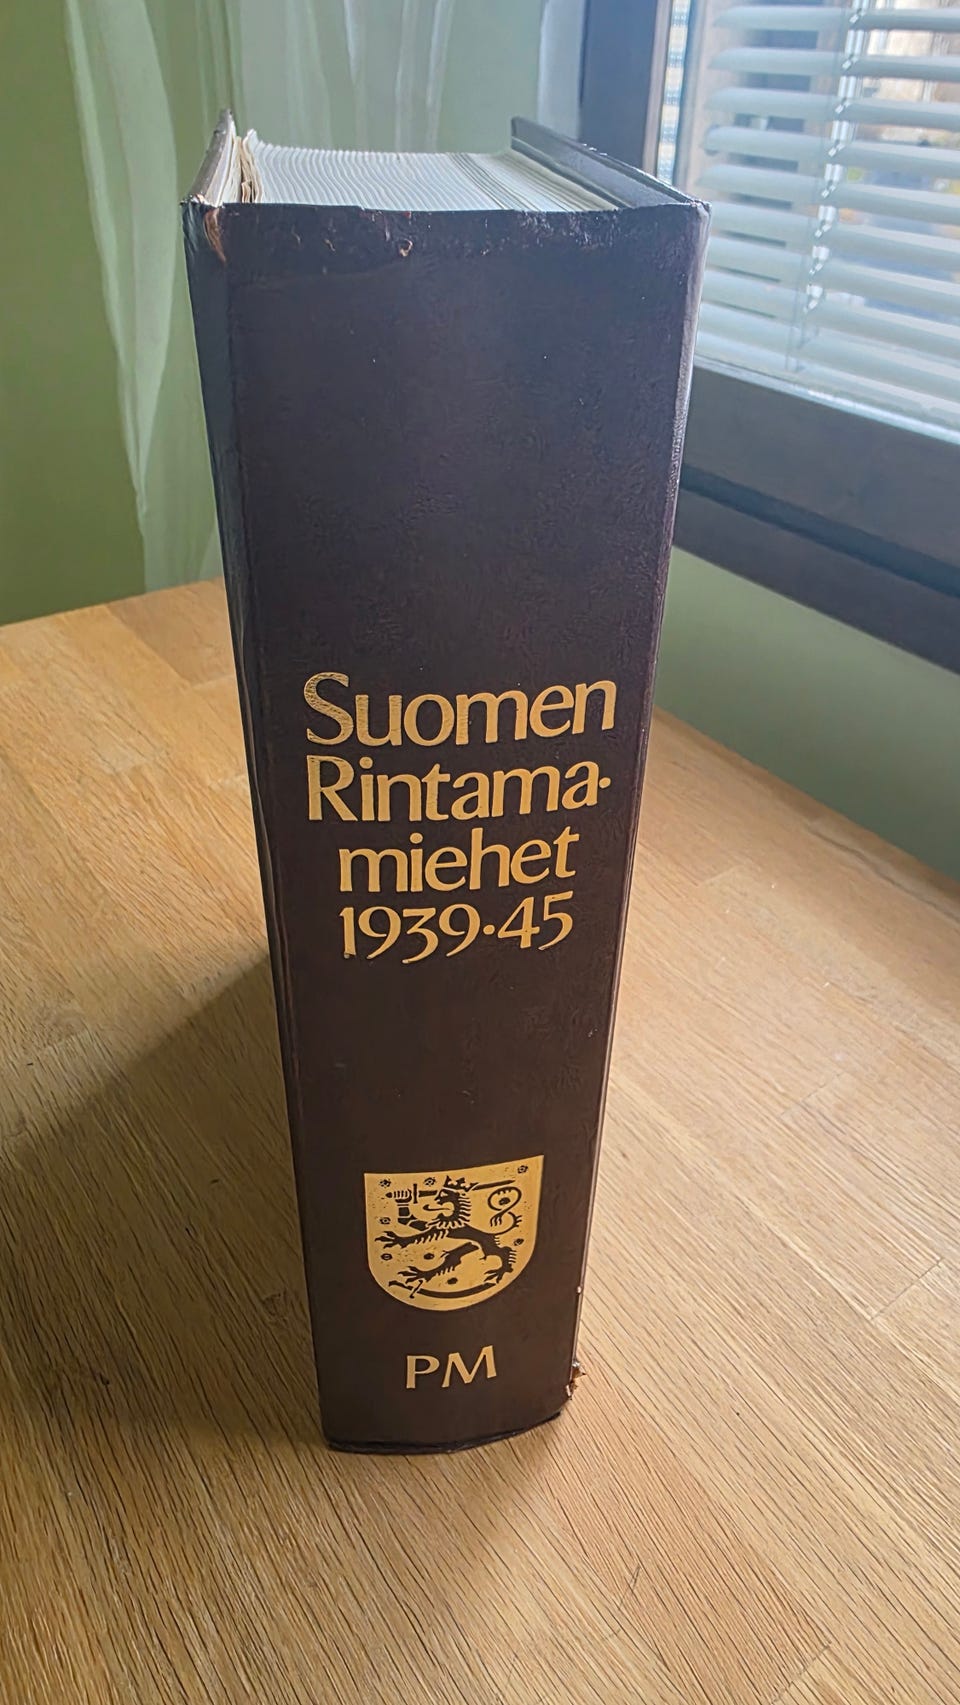 Suomen
Rintama-
miehet
1939·45
PM